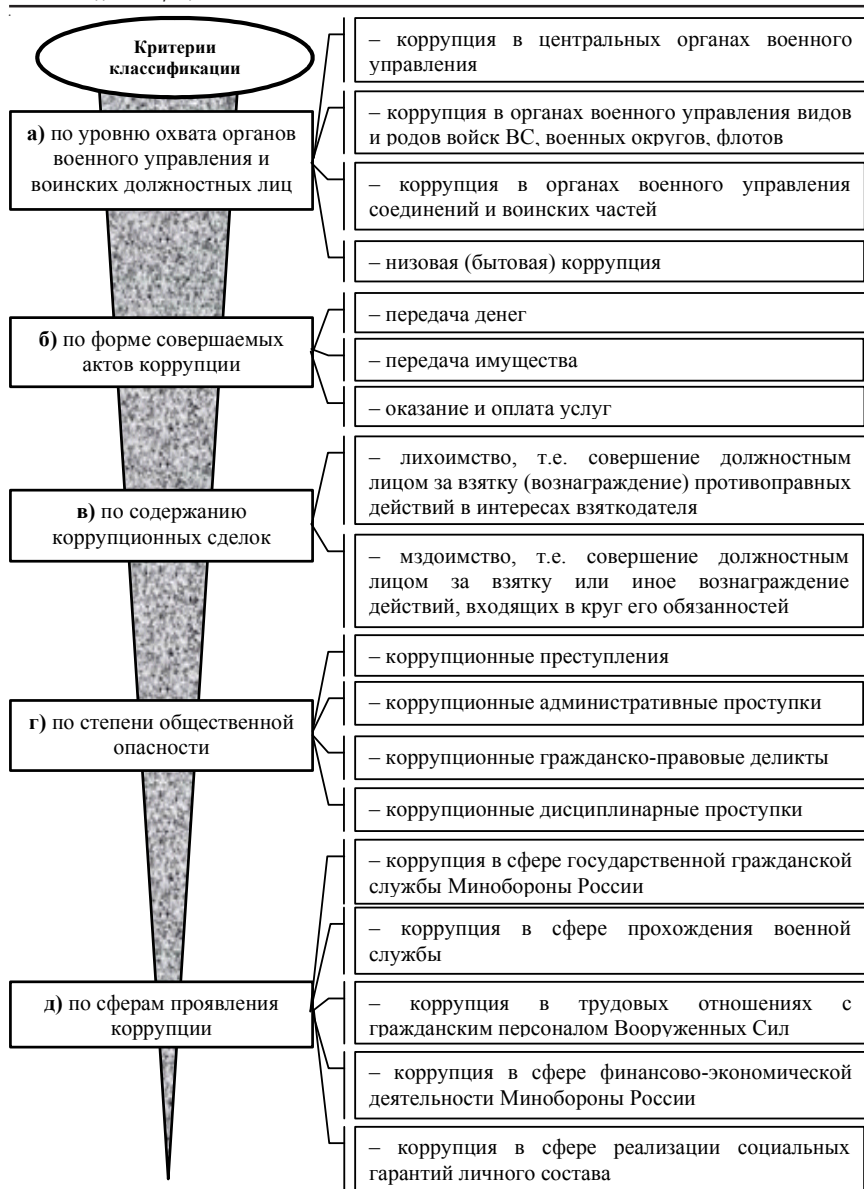 Критерии
классификации
– коррупция в центральных органах военного
управления
а) по уровню охвата органов
военного управления и
воинских должностных лиц
– коррупция в органах военного управления видов
и родов войск ВС, военных округов, флотов
– коррупция в органах военного управления
соединений и воинских частей
– низовая (бытовая) коррупция
б) по форме совершаемых
актов коррупции
– передача денег
– передача имущества
– оказание и оплата услуг
в) по содержанию
коррупционных сделок
– лихоимство, т.е. совершение должностным
лицом за взятку (вознаграждение) противоправных
действий в интересах взяткодателя
– мздоимство, т.е. совершение должностным
лицом за взятку или иное вознаграждение
действий, входящих в круг его обязанностей
г) по степени общественной
опасности
– коррупционные преступления
– коррупционные административные проступки
– коррупционные гражданско-правовые деликты
– коррупционные дисциплинарные проступки
д) по сферам проявления
коррупции
– коррупция в сфере государственной гражданской
службы Минобороны России
– коррупция в сфере прохождения военной
службы
– коррупция в трудовых отношениях с
гражданским персоналом Вооруженных Сил
– коррупция в сфере финансово-экономической
деятельности Минобороны России
– коррупция в сфере реализации социальных
гарантий личного состава